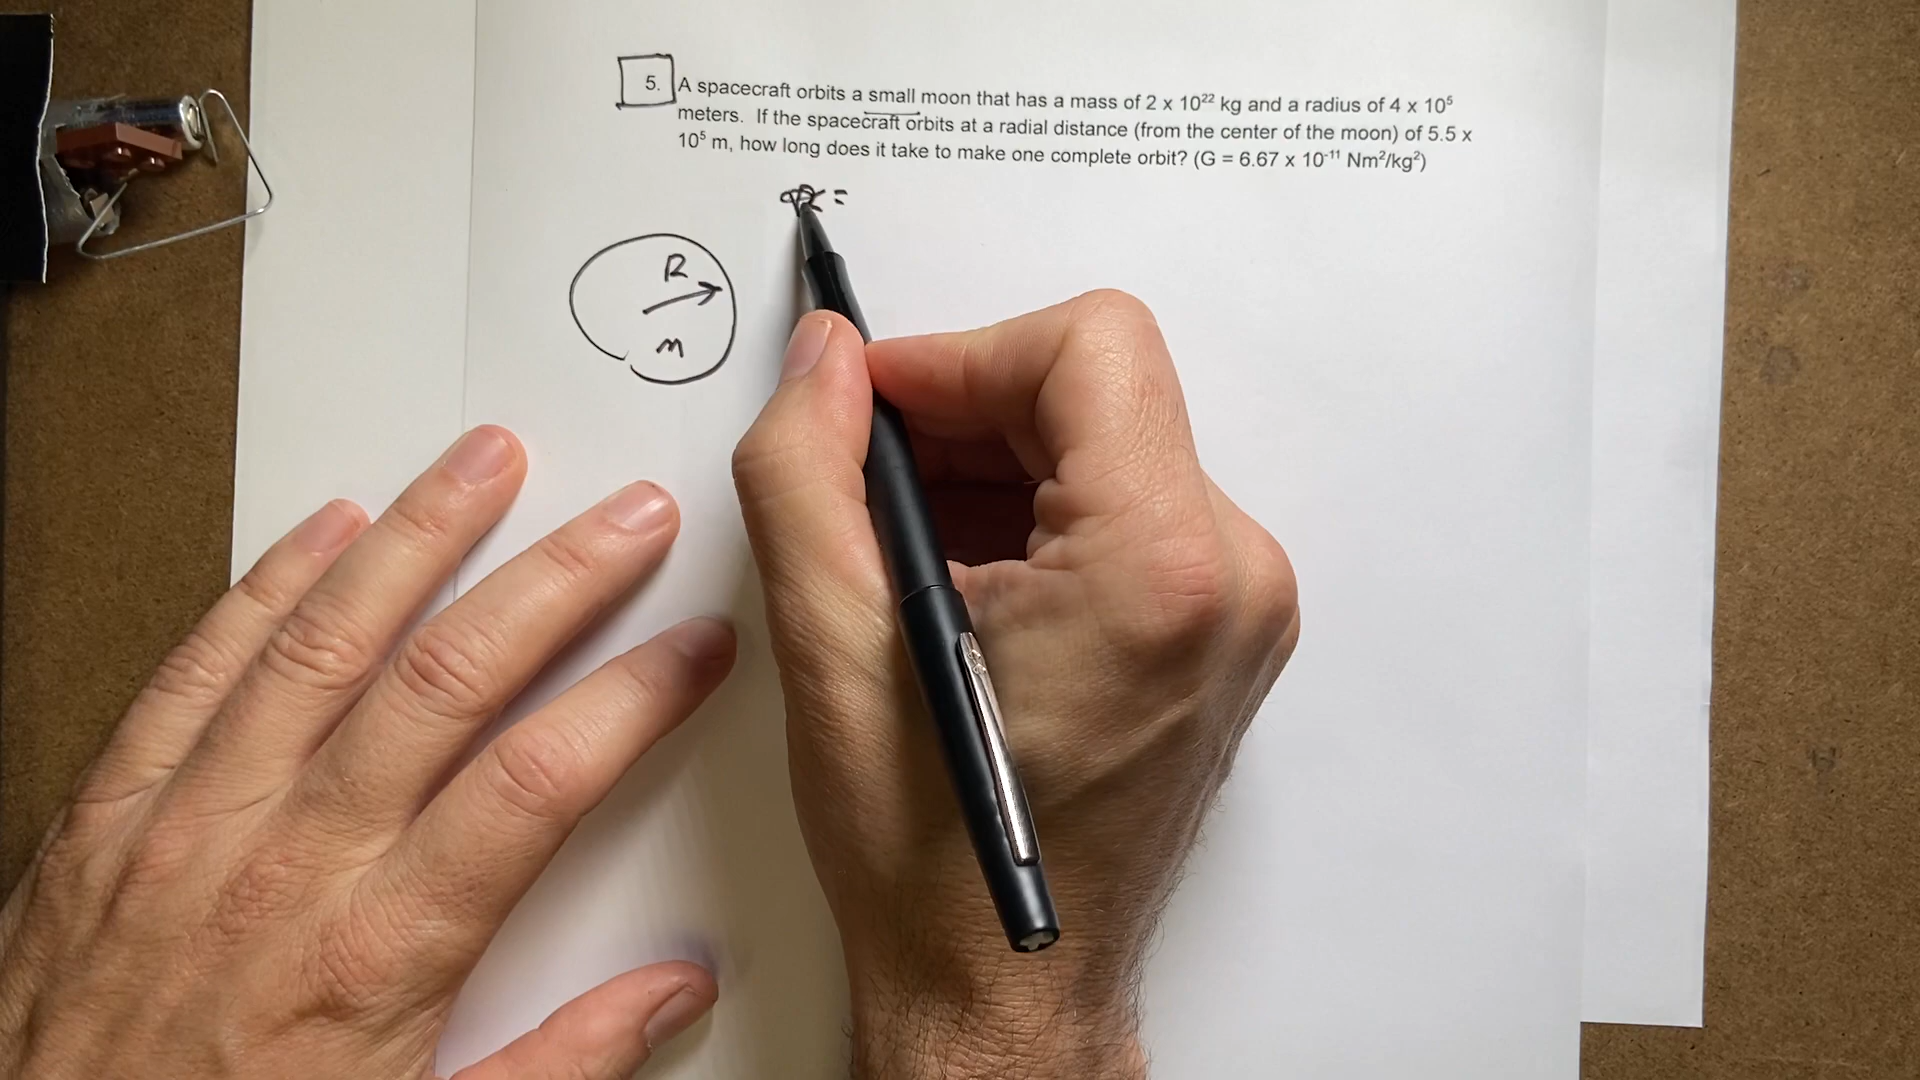 5. A spacecraft orbits a small moon that has a mass of 2 x 10²² kg and a radius of 4 x 10⁵
meters. If the spacecraft orbits at a radial distance (from the center of the moon) of 5.5 x
10⁵ m, how long does it take to make one complete orbit? (G = 6.67 x 10⁻¹¹ Nm²/kg²)
=
R
m